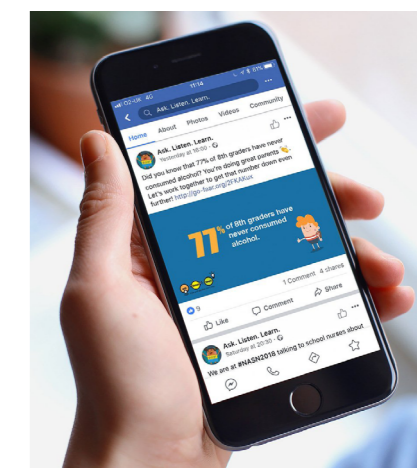 O2-UK 4G 11:14 61%
Ask. Listen. Learn.
Home About Photos Videos Community
Ask. Listen. Learn.
Yesterday at 16:00
Did you know that 77% of 8th graders have never
consumed alcohol? You're doing great parents
Let's work together to get that number down even
further!
77% of 8th graders have
never consumed
alcohol.
9 1 Comment 4 shares
Like Comment Share
Ask. Listen. Learn.
Saturday at 20:30
We are at #NASN2018 talking to school nurses about